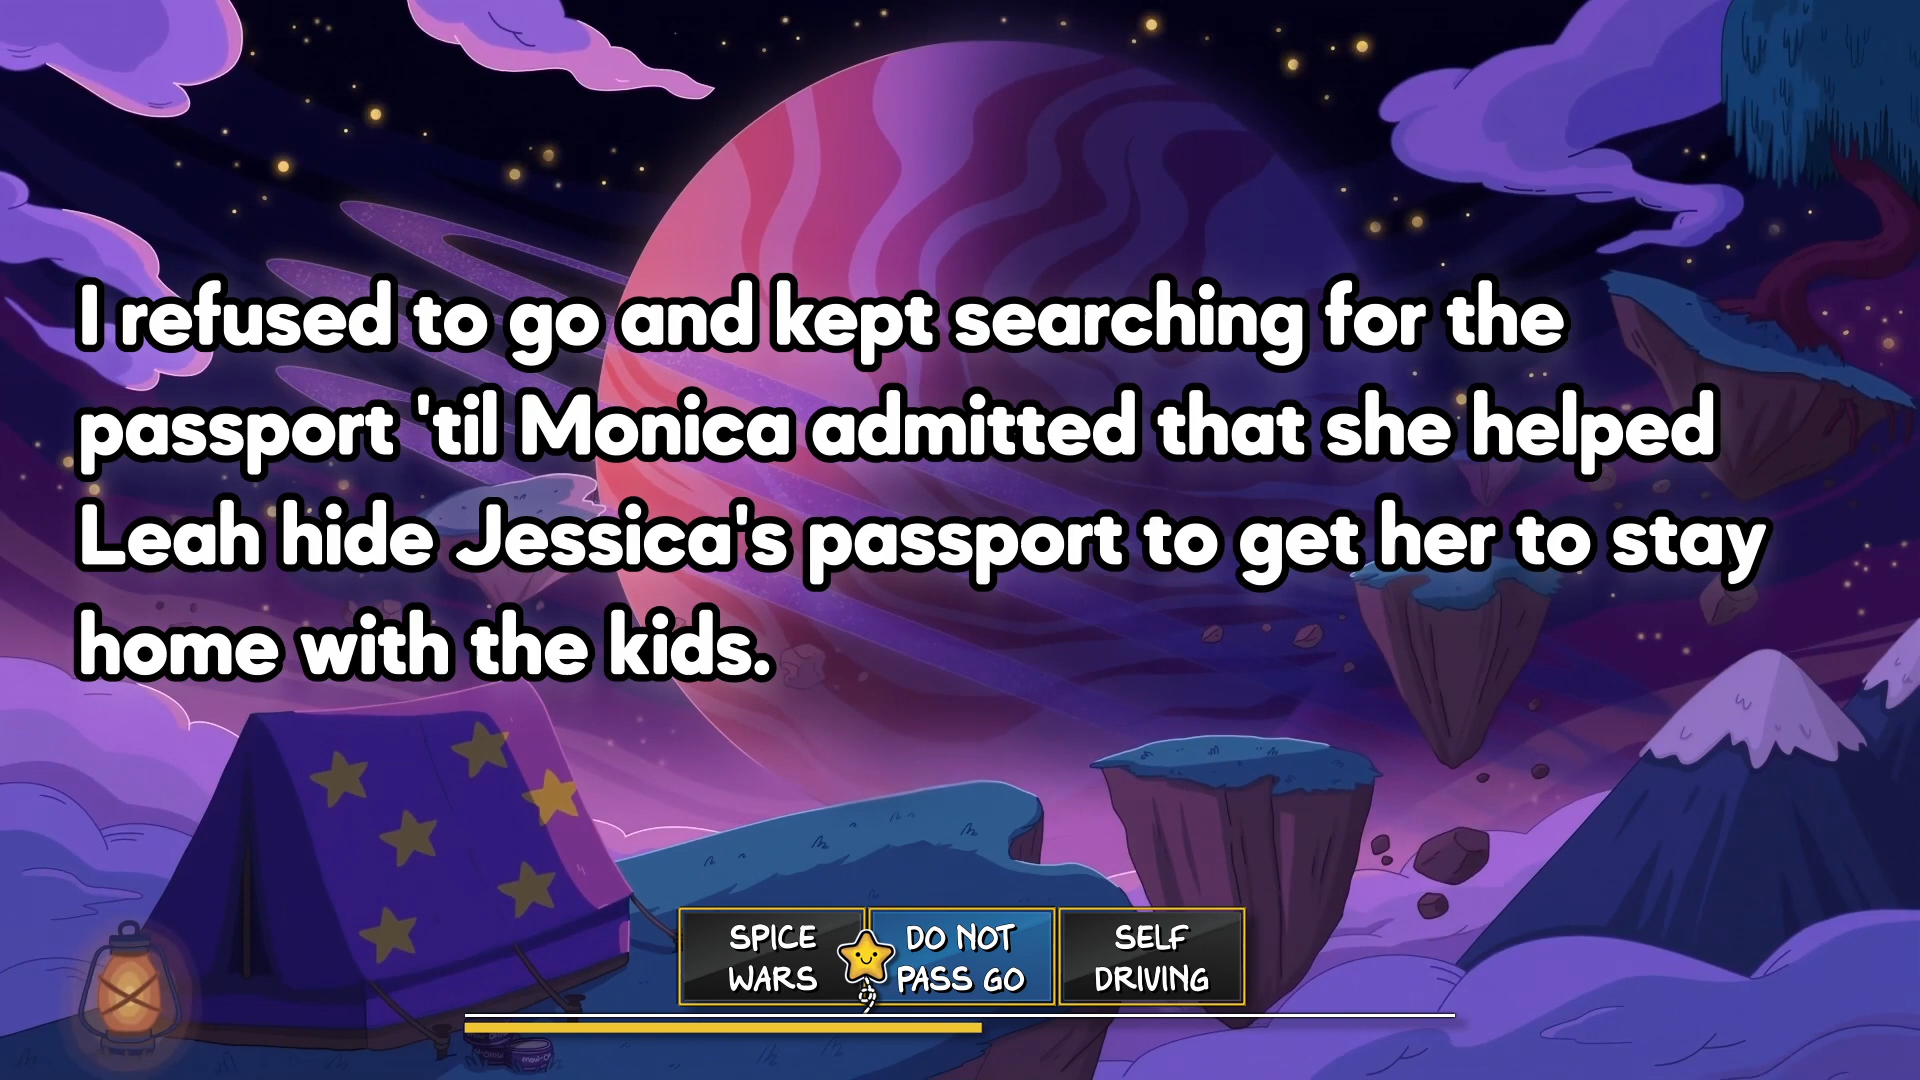 I refused to go and kept searching for the
passport 'til Monica admitted that she helped
Leah hide Jessica's passport to get her to stay
home with the kids.
SPICE
WARS
DO NOT
PASS GO
SELF
DRIVING